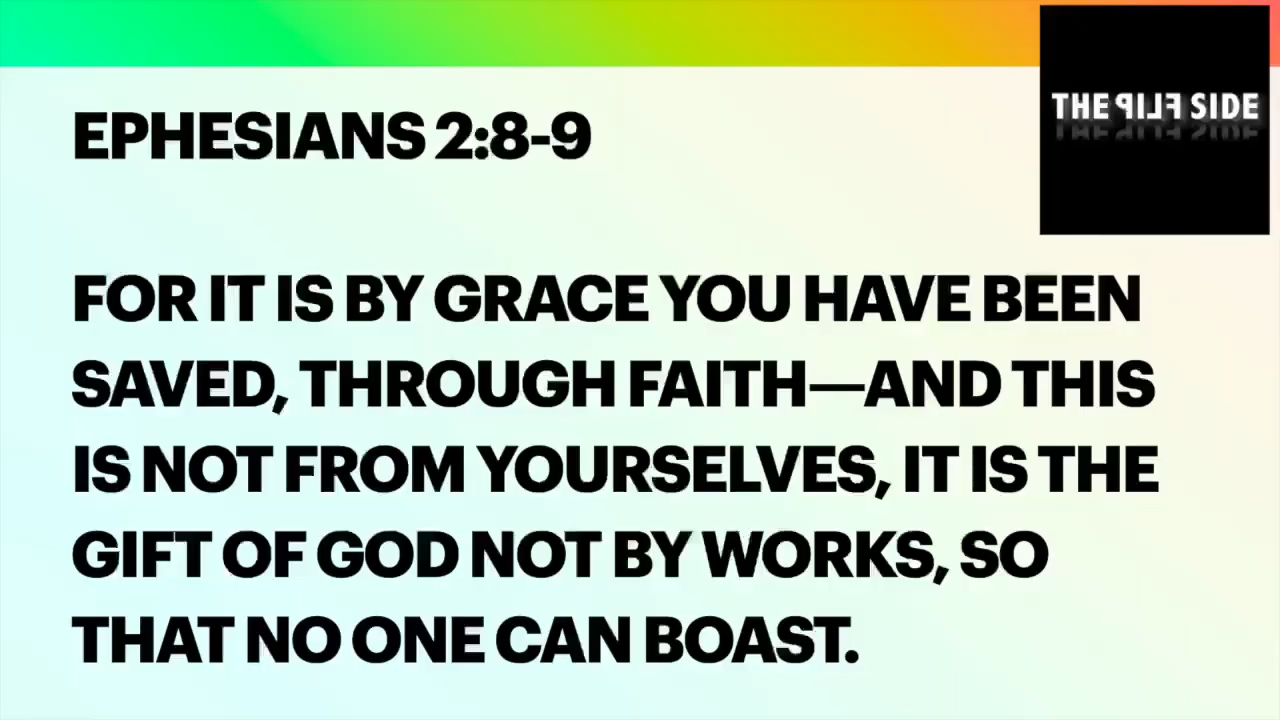 EPHESIANS 2:8-9
THE FLIP SIDE
FOR IT IS BY GRACE YOU HAVE BEEN
SAVED, THROUGH FAITH—AND THIS
IS NOT FROM YOURSELVES, IT IS THE
GIFT OF GOD NOT BY WORKS, SO
THAT NO ONE CAN BOAST.